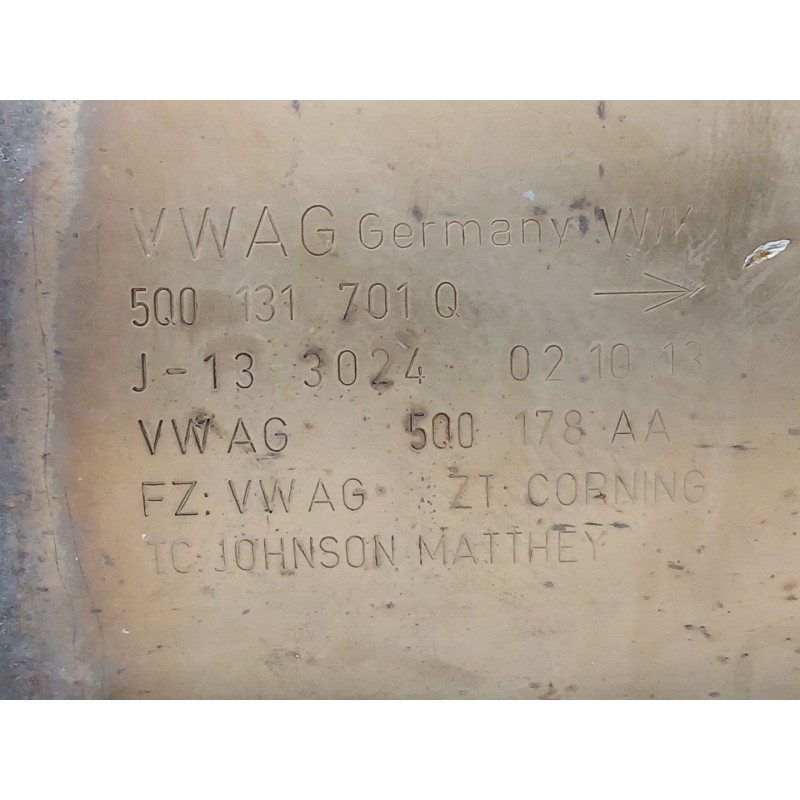 VWAG Germany VWK
5Q0 131 701 Q
J-13-3024 02 10 13
VWAG 5Q0 178 AA
FZ: VWAG ZT: CORNING
TC: JOHNSON MATTHEY